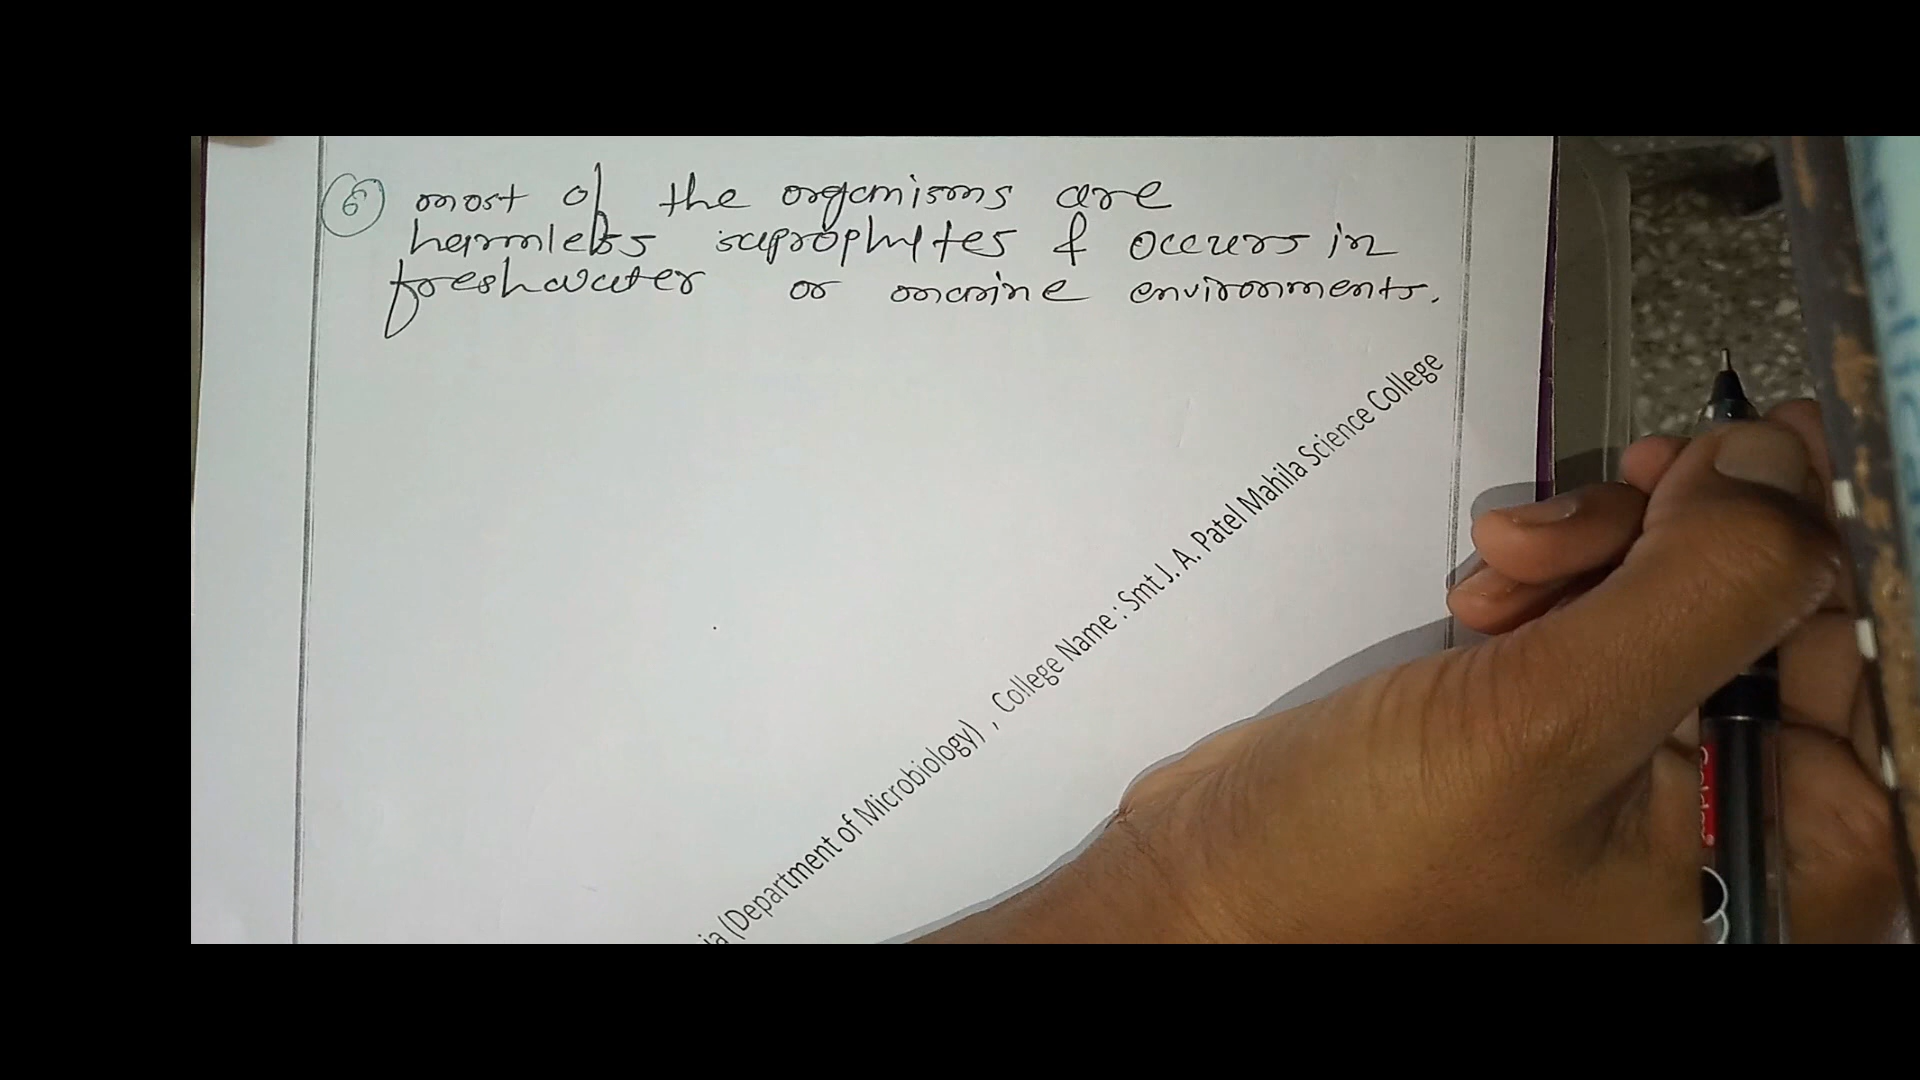 6 most of the organisms are
harmless saprophytes & occurs in
freshwater or marine environments.
(Department of Microbiology) , College Name : Smt J. A. Patel Mahila Science College